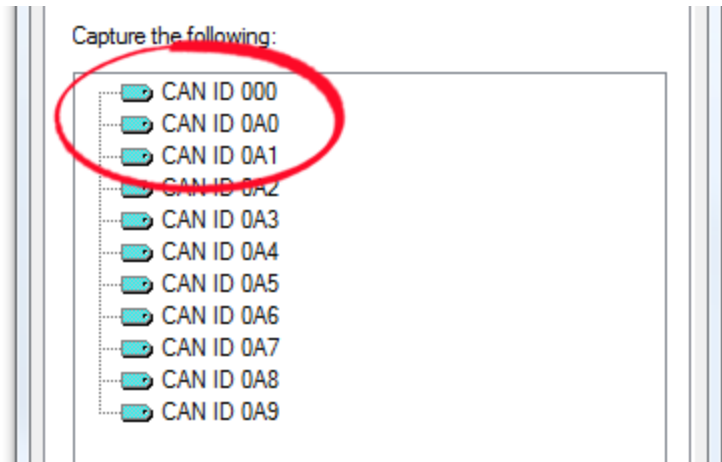 Capture the following:
CAN ID 000
CAN ID 0A0
CAN ID 0A1
CAN ID 0A2
CAN ID 0A3
CAN ID 0A4
CAN ID 0A5
CAN ID 0A6
CAN ID 0A7
CAN ID 0A8
CAN ID 0A9